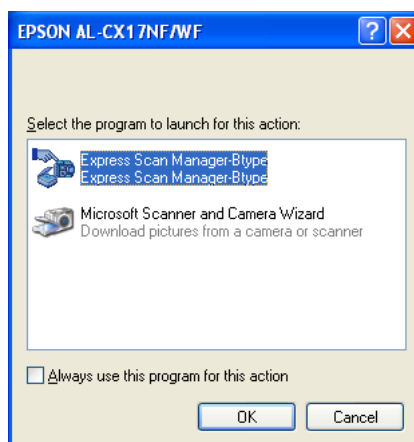 EPSON AL-CX17NF/WF
Select the program to launch for this action:
Express Scan Manager-Btype
Express Scan Manager-Btype
Microsoft Scanner and Camera Wizard
Download pictures from a camera or scanner
Always use this program for this action
OK
Cancel